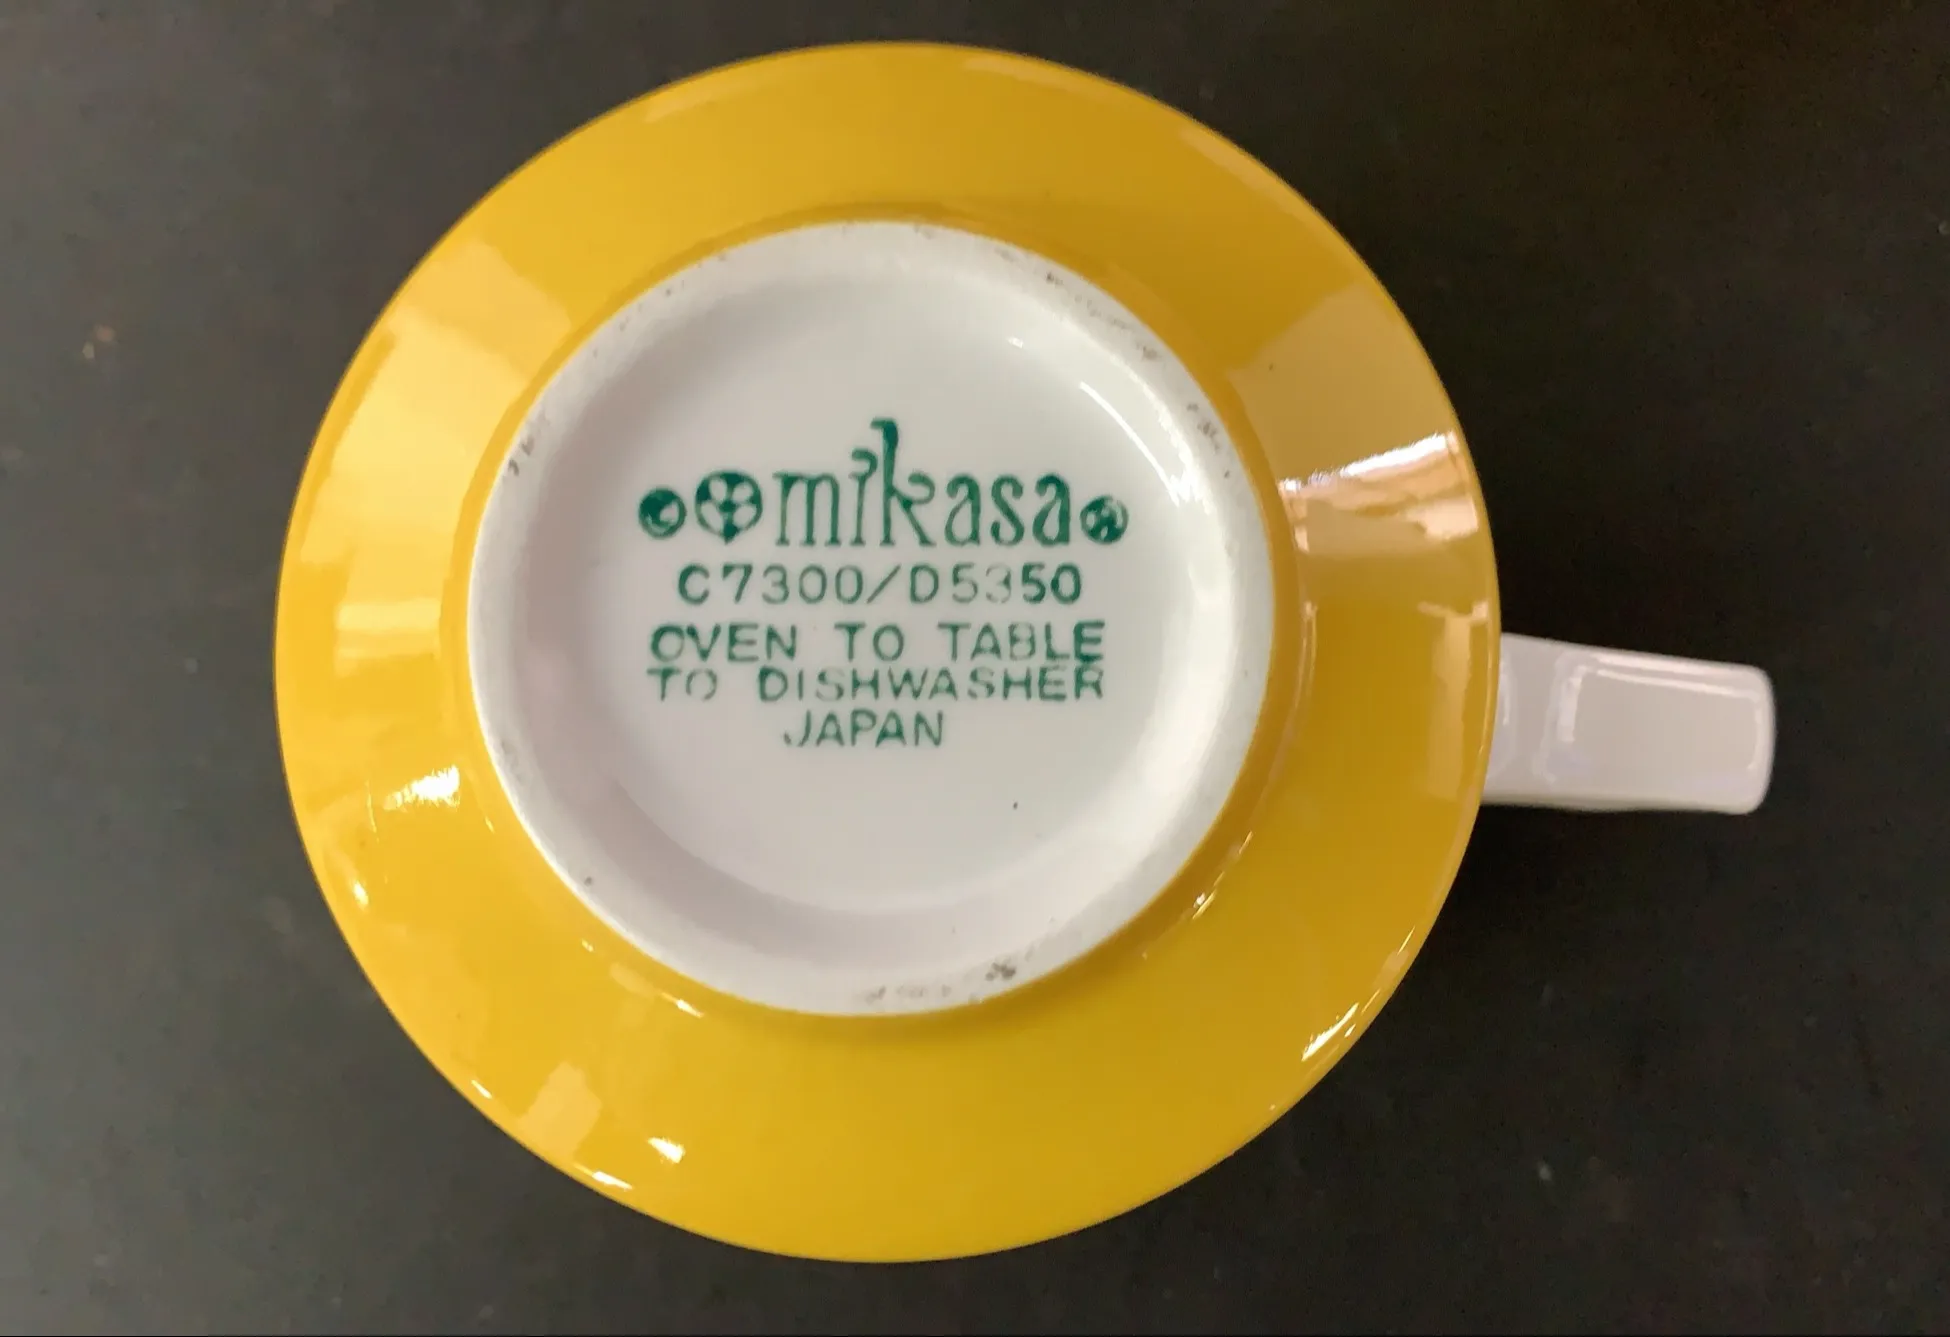 mikasa
C7300/D5350
OVEN TO TABLE
TO DISHWASHER
JAPAN